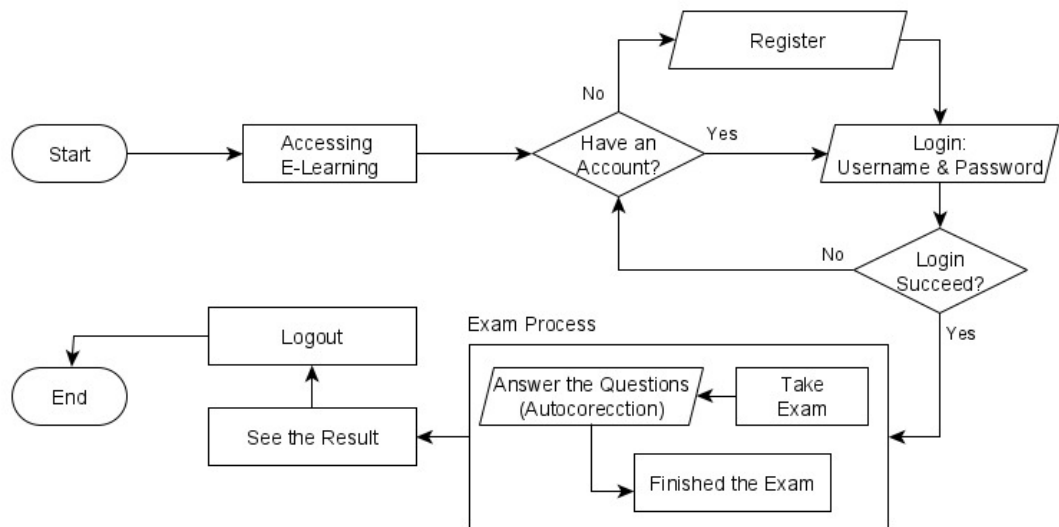 Register
No
Start
Accessing
E-Learning
Have an
Account?
Yes
Login:
Username & Password
No
Login
Succeed?
Yes
Logout
Exam Process
End
Answer the Questions
(Autocorecction)
Take
Exam
See the Result
Finished the Exam